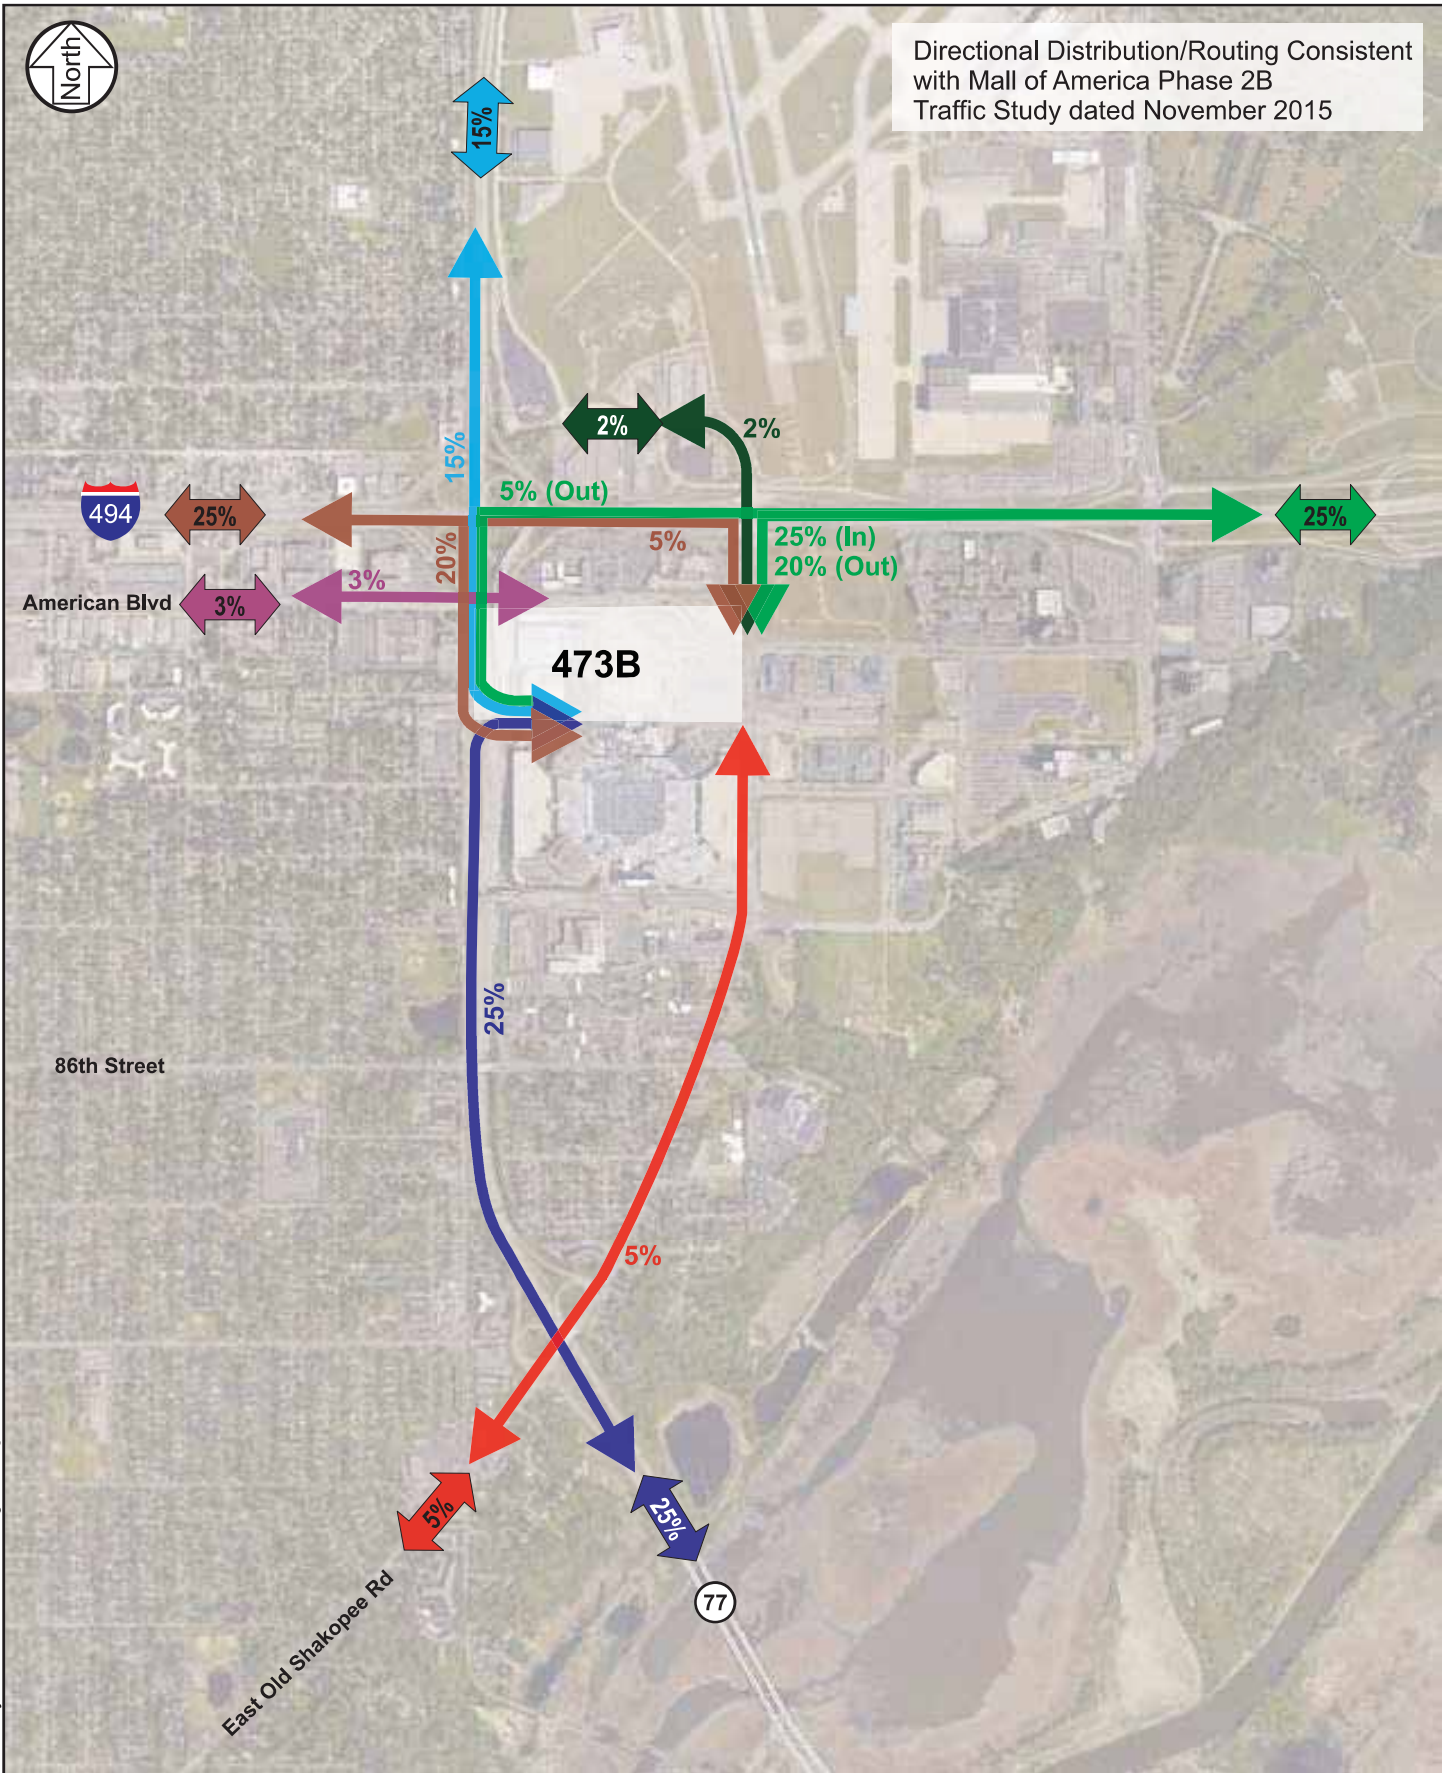 North
Directional Distribution/Routing Consistent
with Mall of America Phase 2B
Traffic Study dated November 2015
15%
2%
2%
15%
5% (Out)
494
25%
20%
5%
25% (In)
20% (Out)
25%
3%
American Blvd
3%
473B
25%
86th Street
5%
5%
25%
77
East Old Shakopee Rd